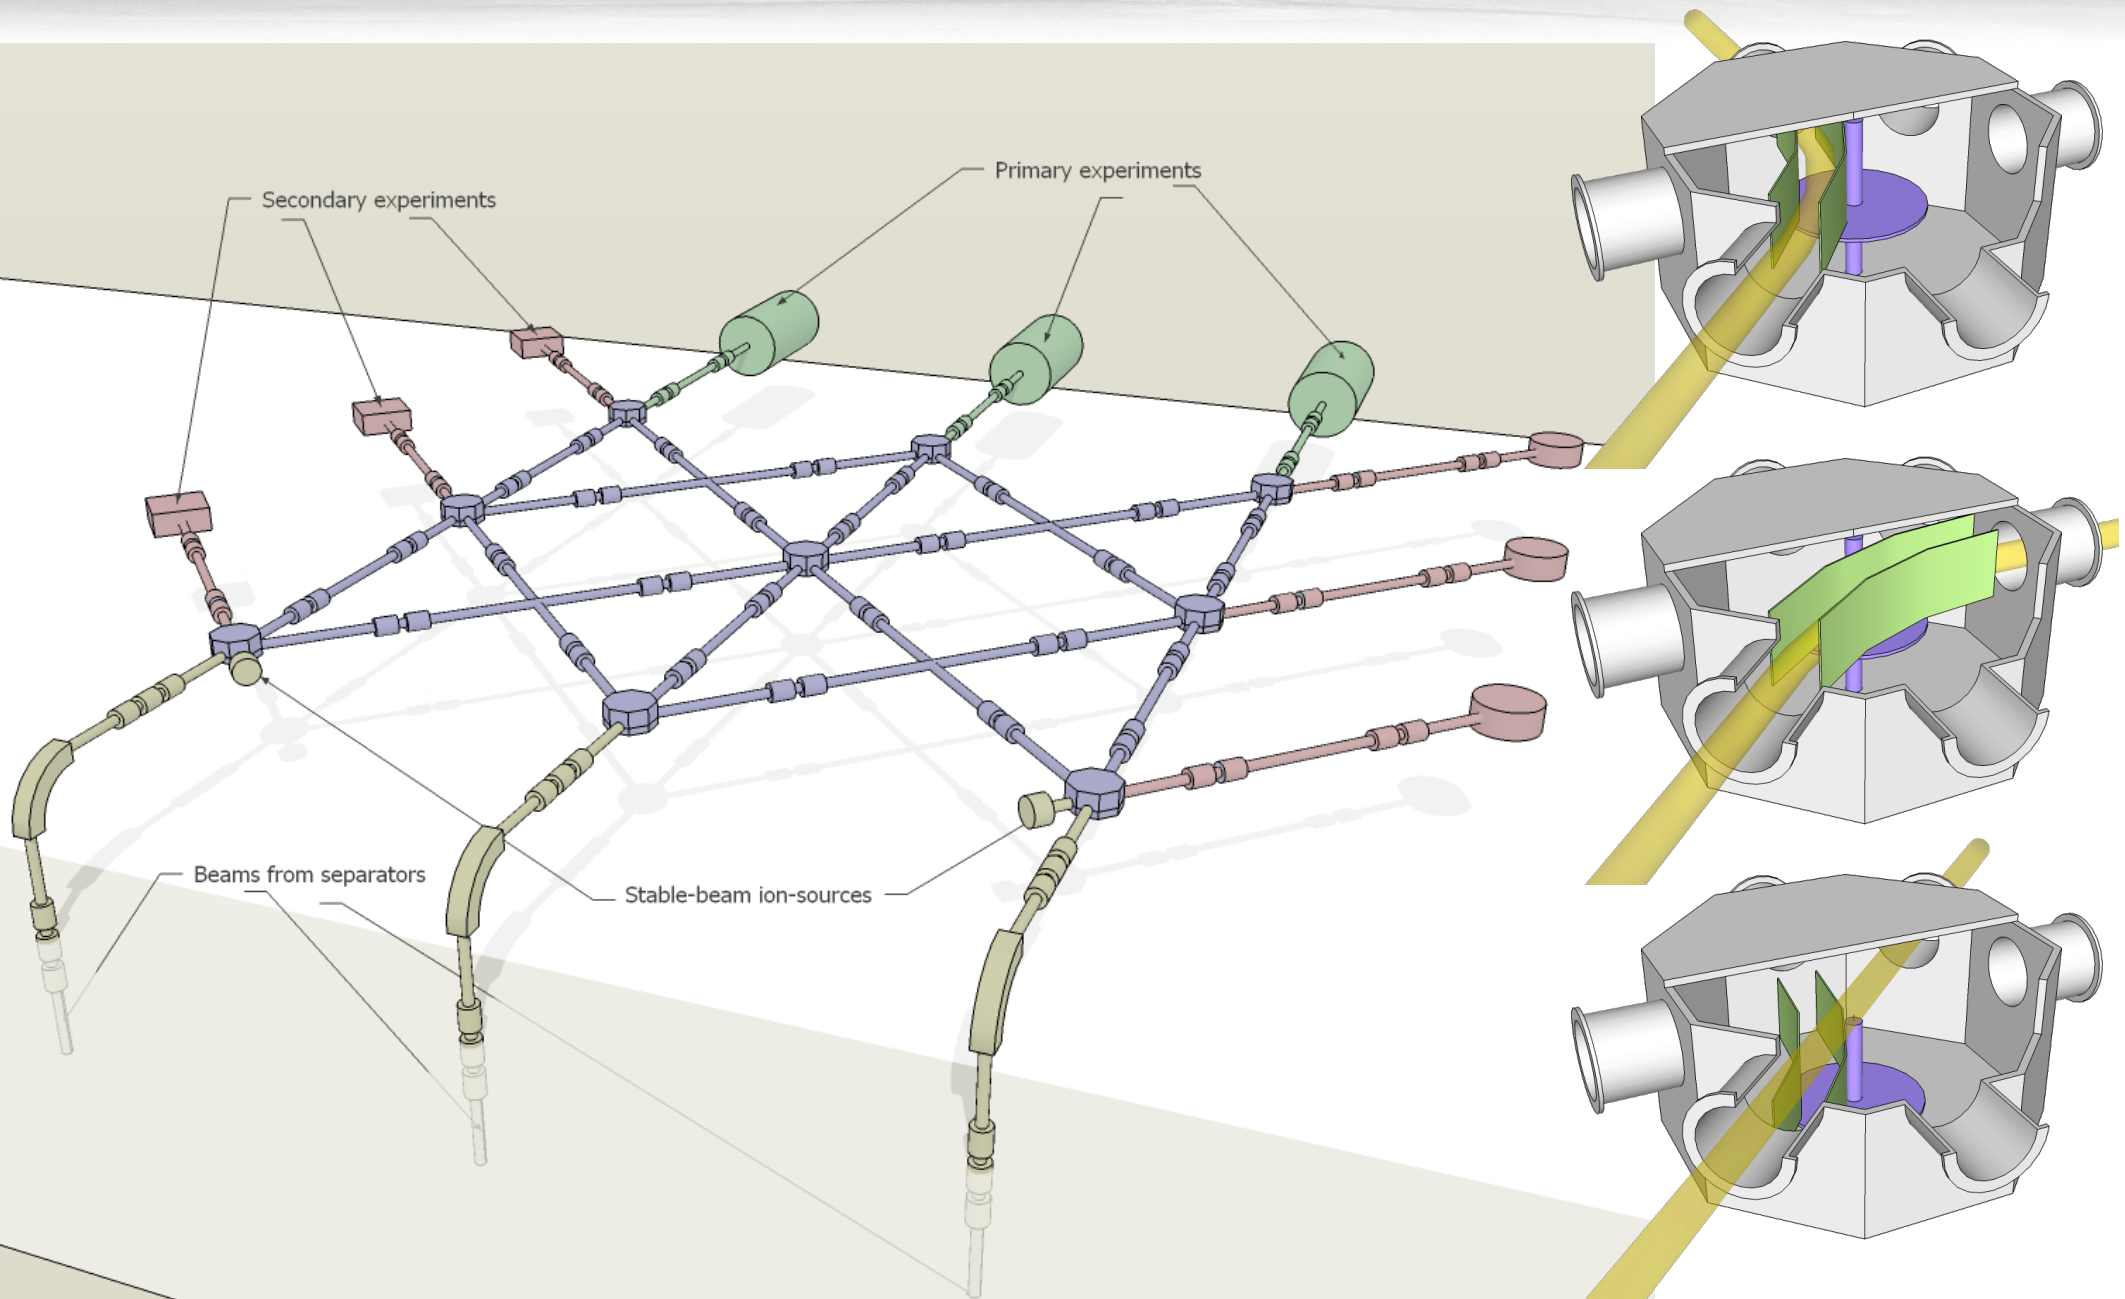 Primary experiments
Secondary experiments
Beams from separators
Stable-beam ion-sources